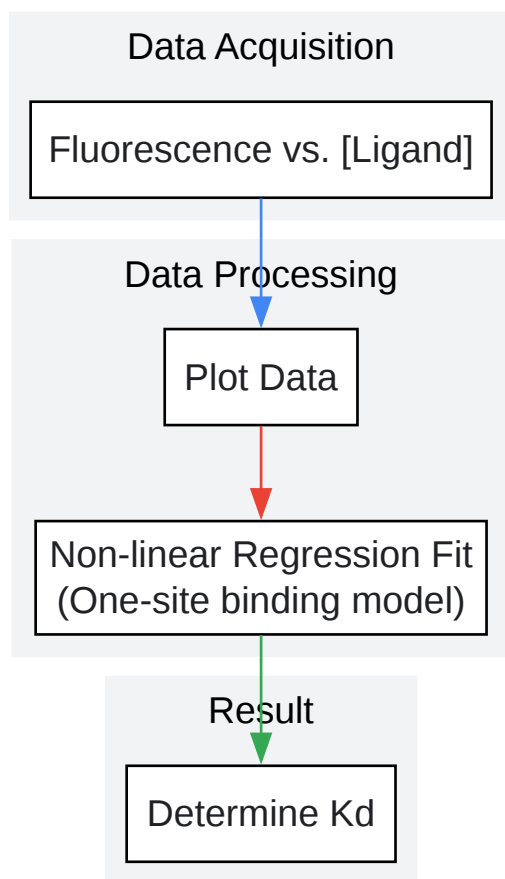 Data Acquisition
Fluorescence vs. [Ligand]
Data Processing
Plot Data
Non-linear Regression Fit
(One-site binding model)
Result
Determine Kd